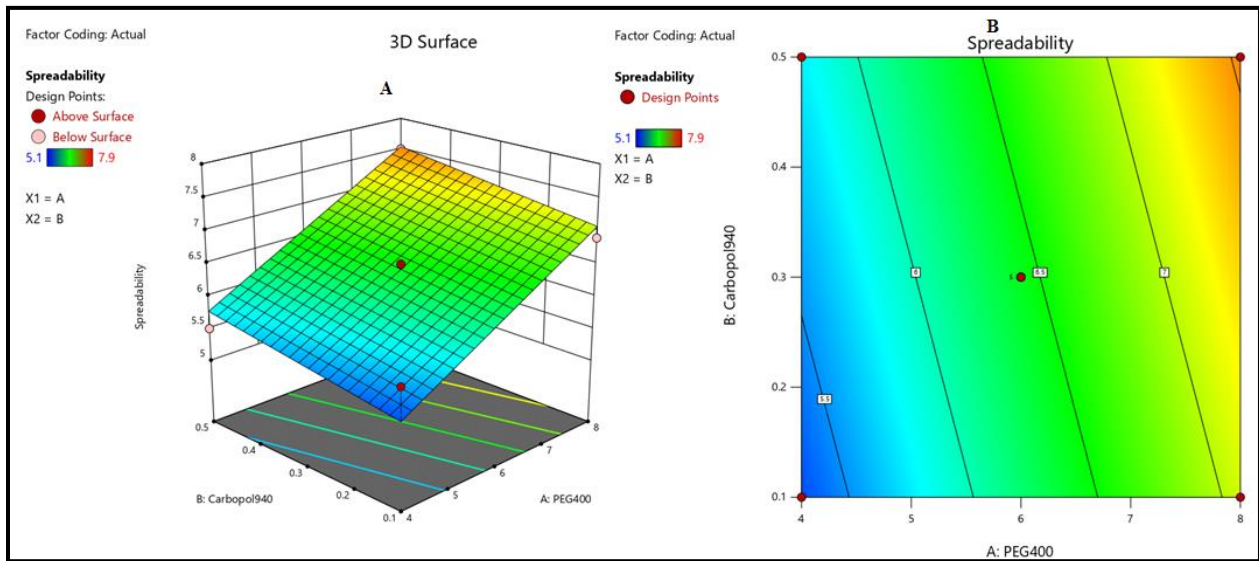 Factor Coding: Actual
3D Surface
A
Spreadability
Design Points:
Above Surface
Below Surface
5.1 7.9
X1 = A
X2 = B
8
7.5
7
6.5
6
5.5
5
Spreadability
0.5
0.4
0.3
0.2
0.1
B: Carbopol940
4
5
6
7
8
A: PEG400
Factor Coding: Actual
B
Spreadability
Spreadability
Design Points
5.1 7.9
X1 = A
X2 = B
0.5
0.4
0.3
0.2
0.1
B: Carbopol940
5.5
6
5
6.5
7
4
5
6
7
8
A: PEG400